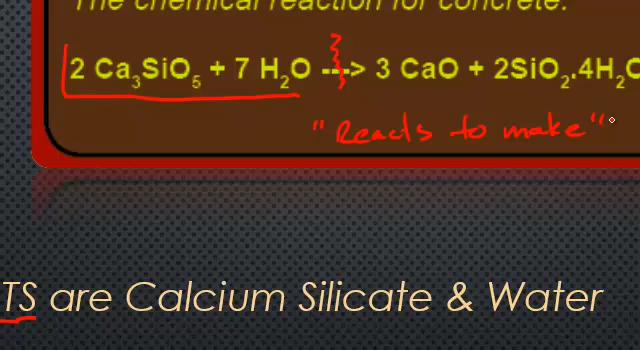 The chemical reaction for concrete:
2 Ca₃SiO₅ + 7 H₂O ---> 3 CaO + 2SiO₂.4H₂O
"Reacts to make"
TS are Calcium Silicate & Water